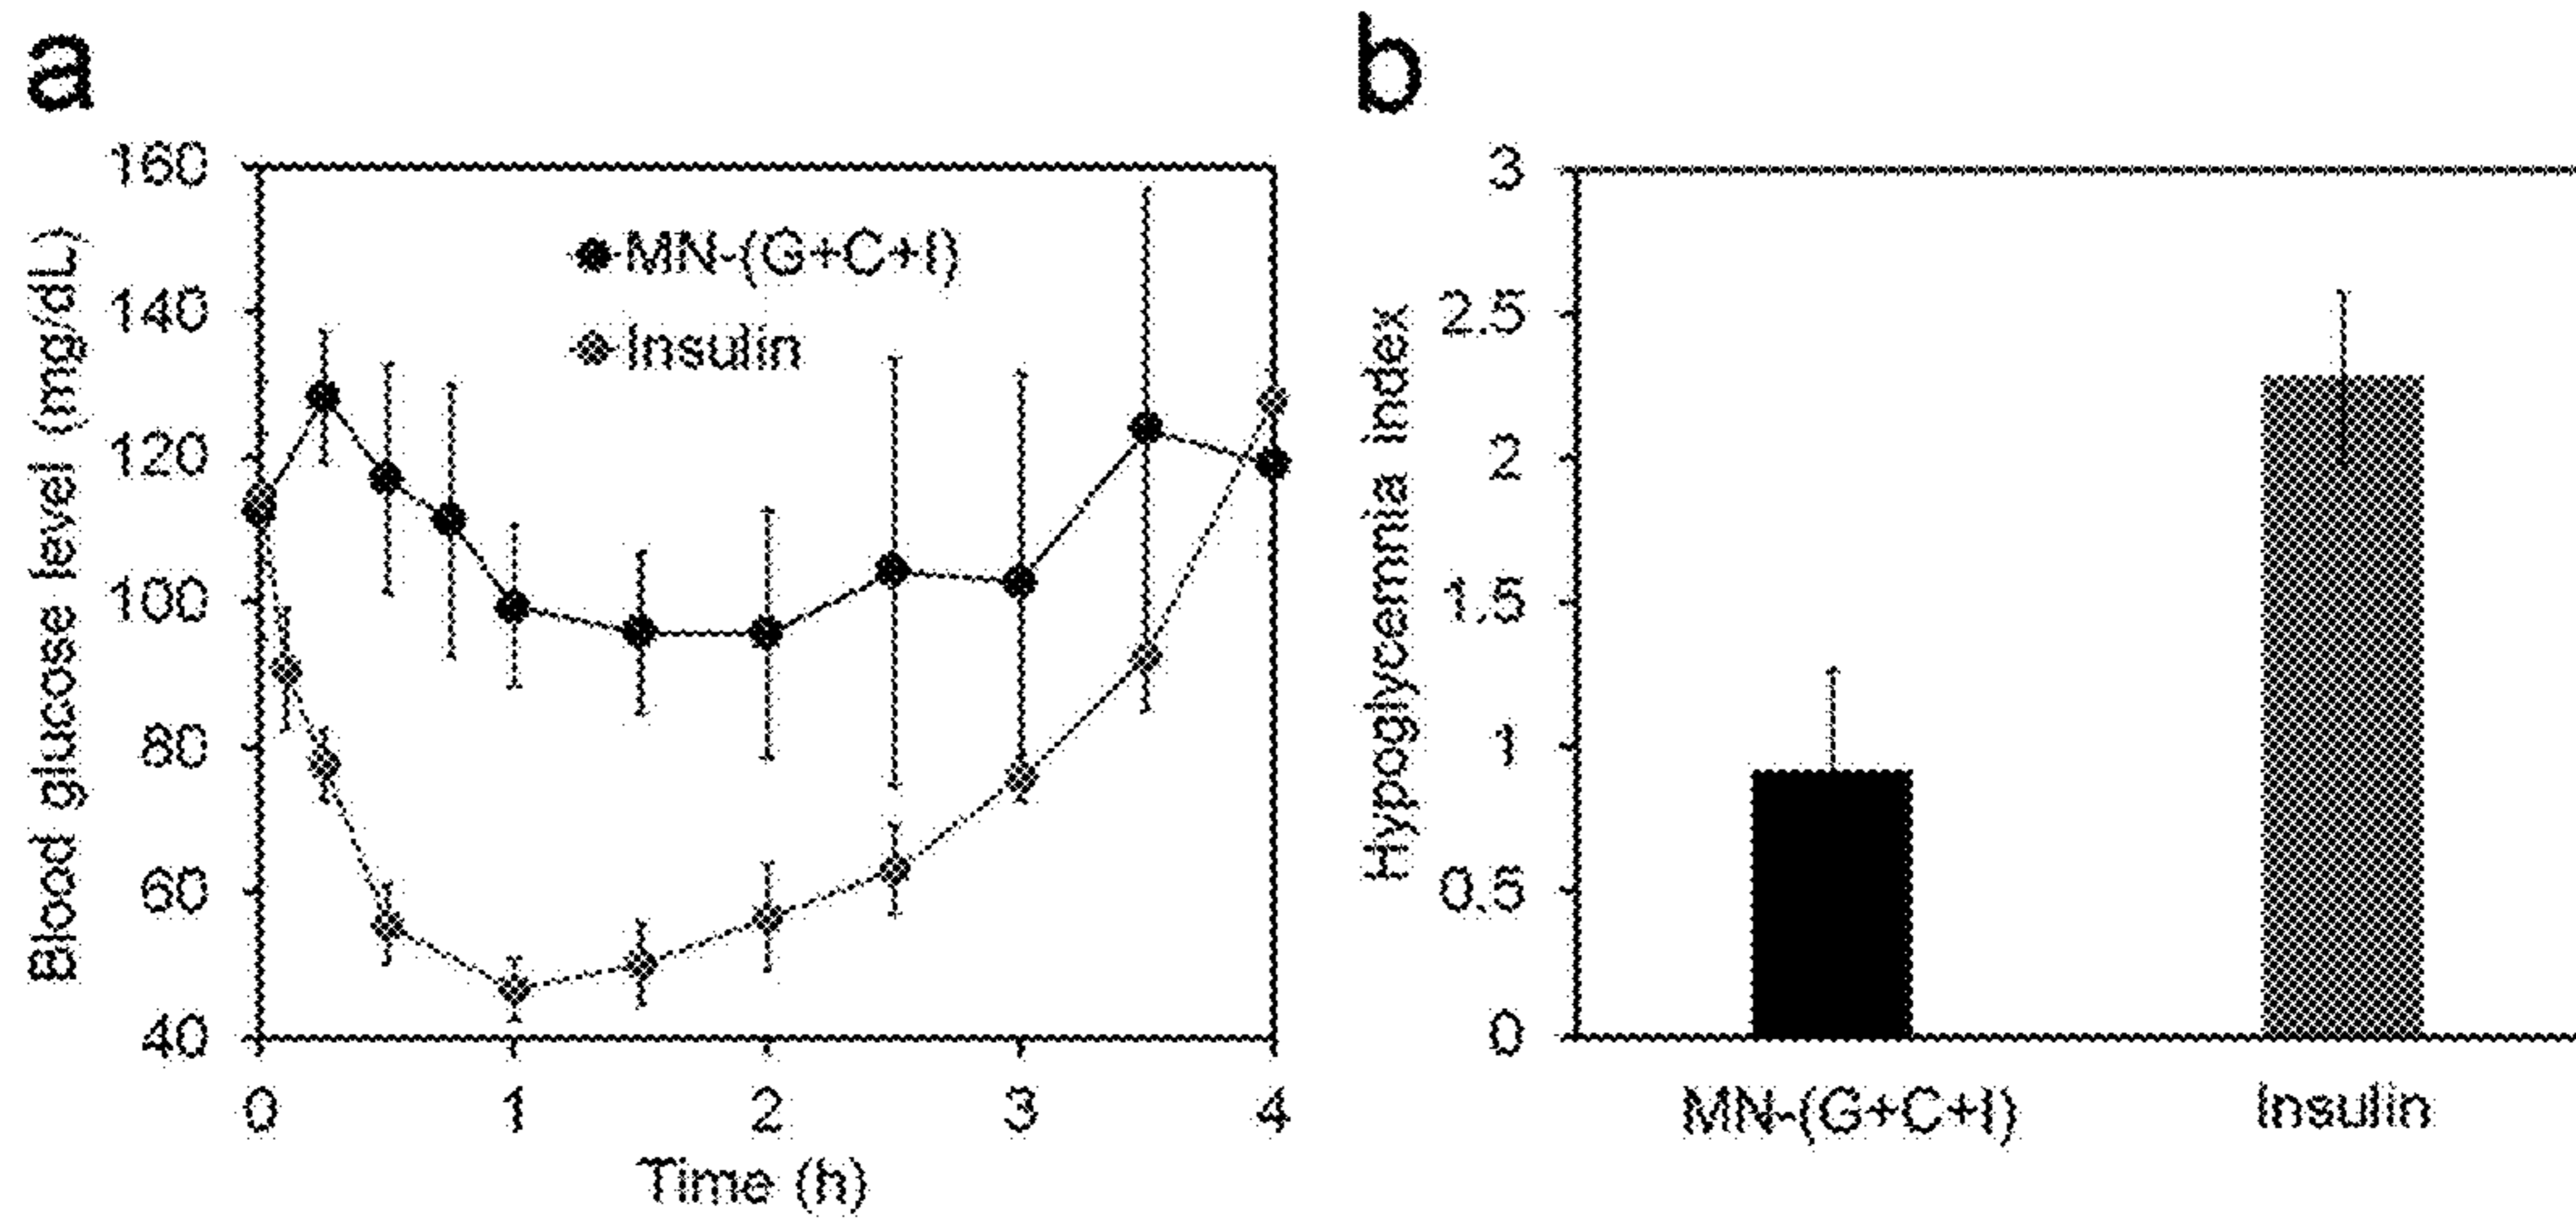 a
160
140
120
100
80
60
40
Blood glucose level (mg/dL)
MN-(G+C+I)
Insulin
0 1 2 3 4
Time (h)
b
3
2.5
2
1.5
1
0.5
0
Hypoglycemnia index
MN-(G+C+I) Insulin